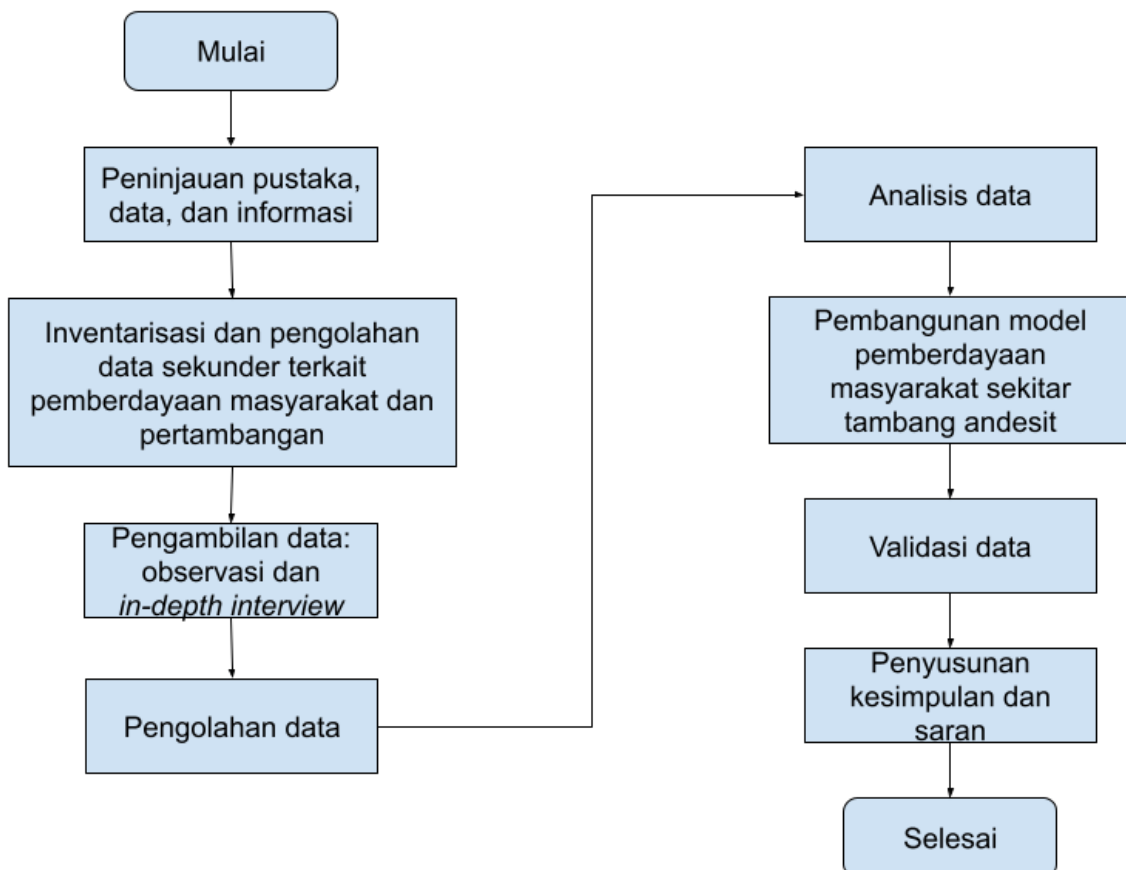 Mulai
Peninjauan pustaka,
data, dan informasi
Inventarisasi dan pengolahan
data sekunder terkait
pemberdayaan masyarakat dan
pertambangan
Pengambilan data:
observasi dan
in-depth interview
Pengolahan data
Analisis data
Pembangunan model
pemberdayaan
masyarakat sekitar
tambang andesit
Validasi data
Penyusunan
kesimpulan dan
saran
Selesai